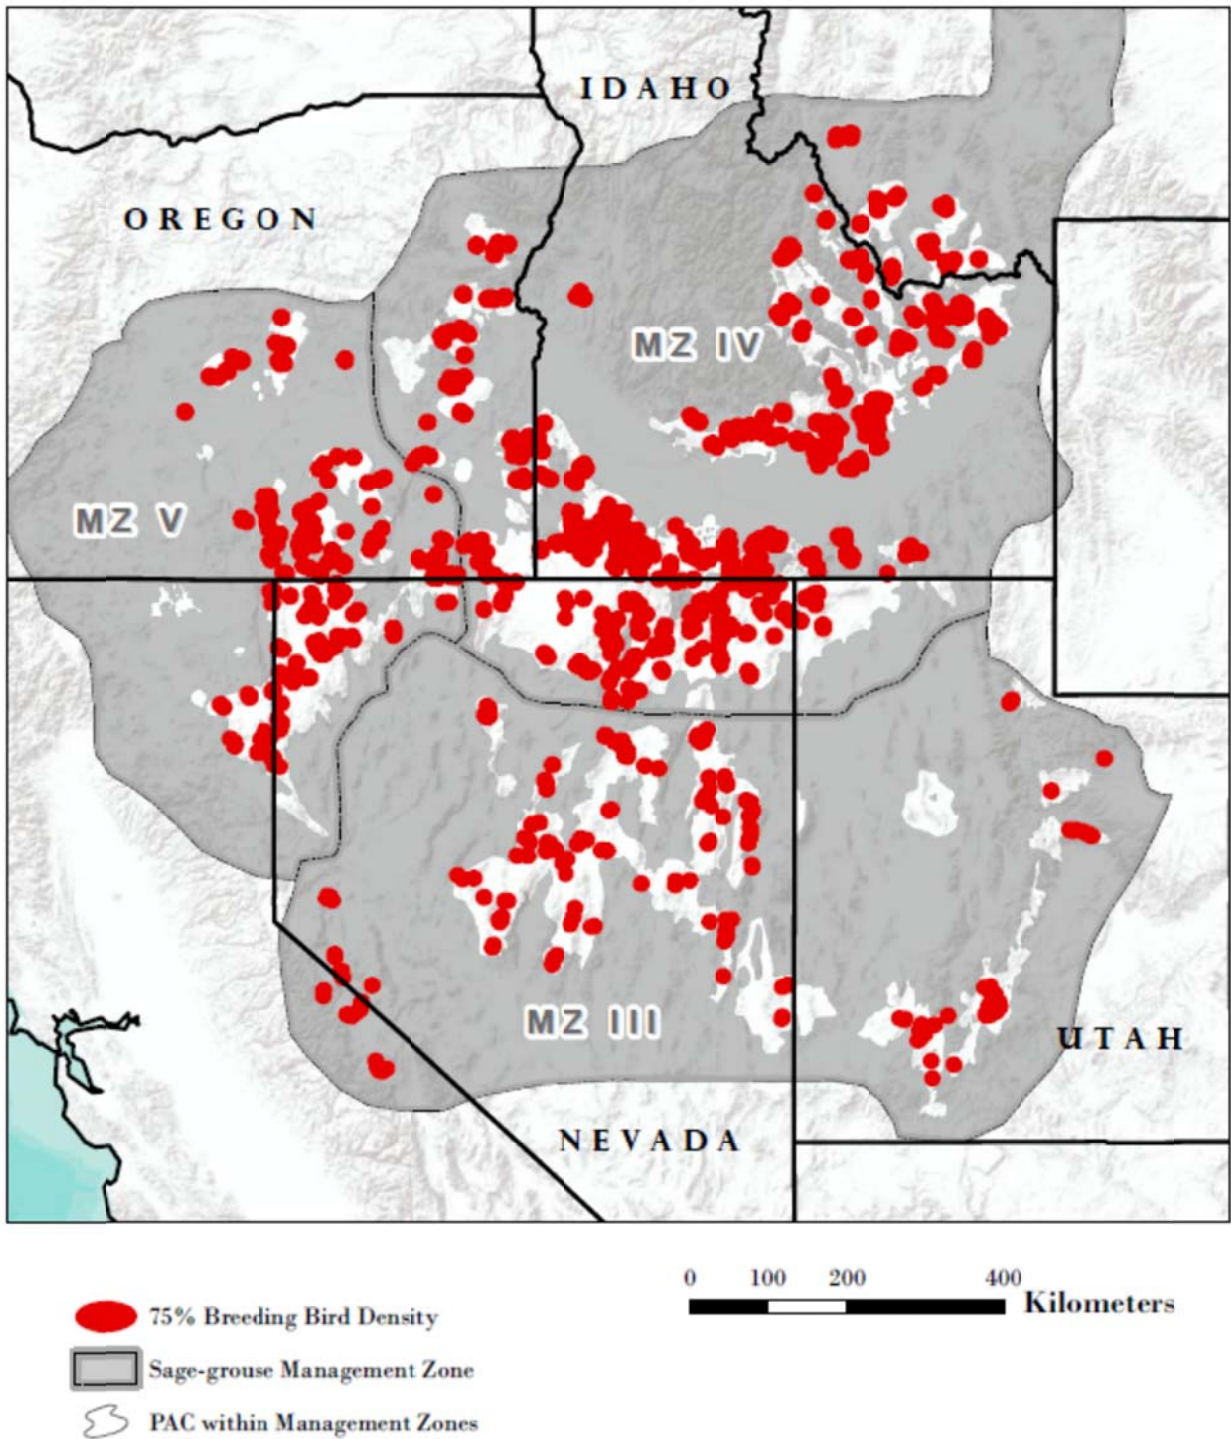 IDAHO
OREGON
MZ IV
MZ V
MZ III
UTAH
NEVADA
0 100 200 400
Kilometers
75% Breeding Bird Density
Sage-grouse Management Zone
PAC within Management Zones